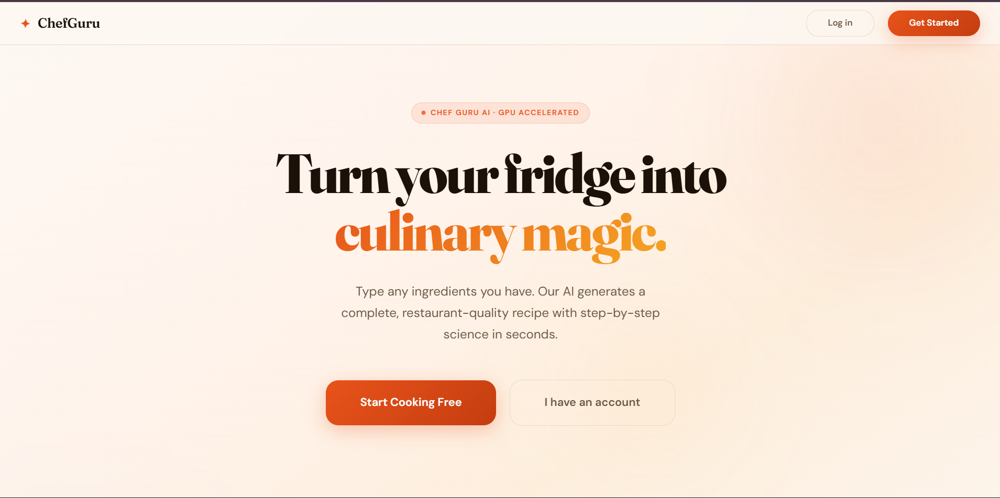 ChefGuru
Log in
Get Started
CHEF GURU AI · GPU ACCELERATED
Turn your fridge into
culinary magic.
Type any ingredients you have. Our AI generates a
complete, restaurant-quality recipe with step-by-step
science in seconds.
Start Cooking Free
I have an account